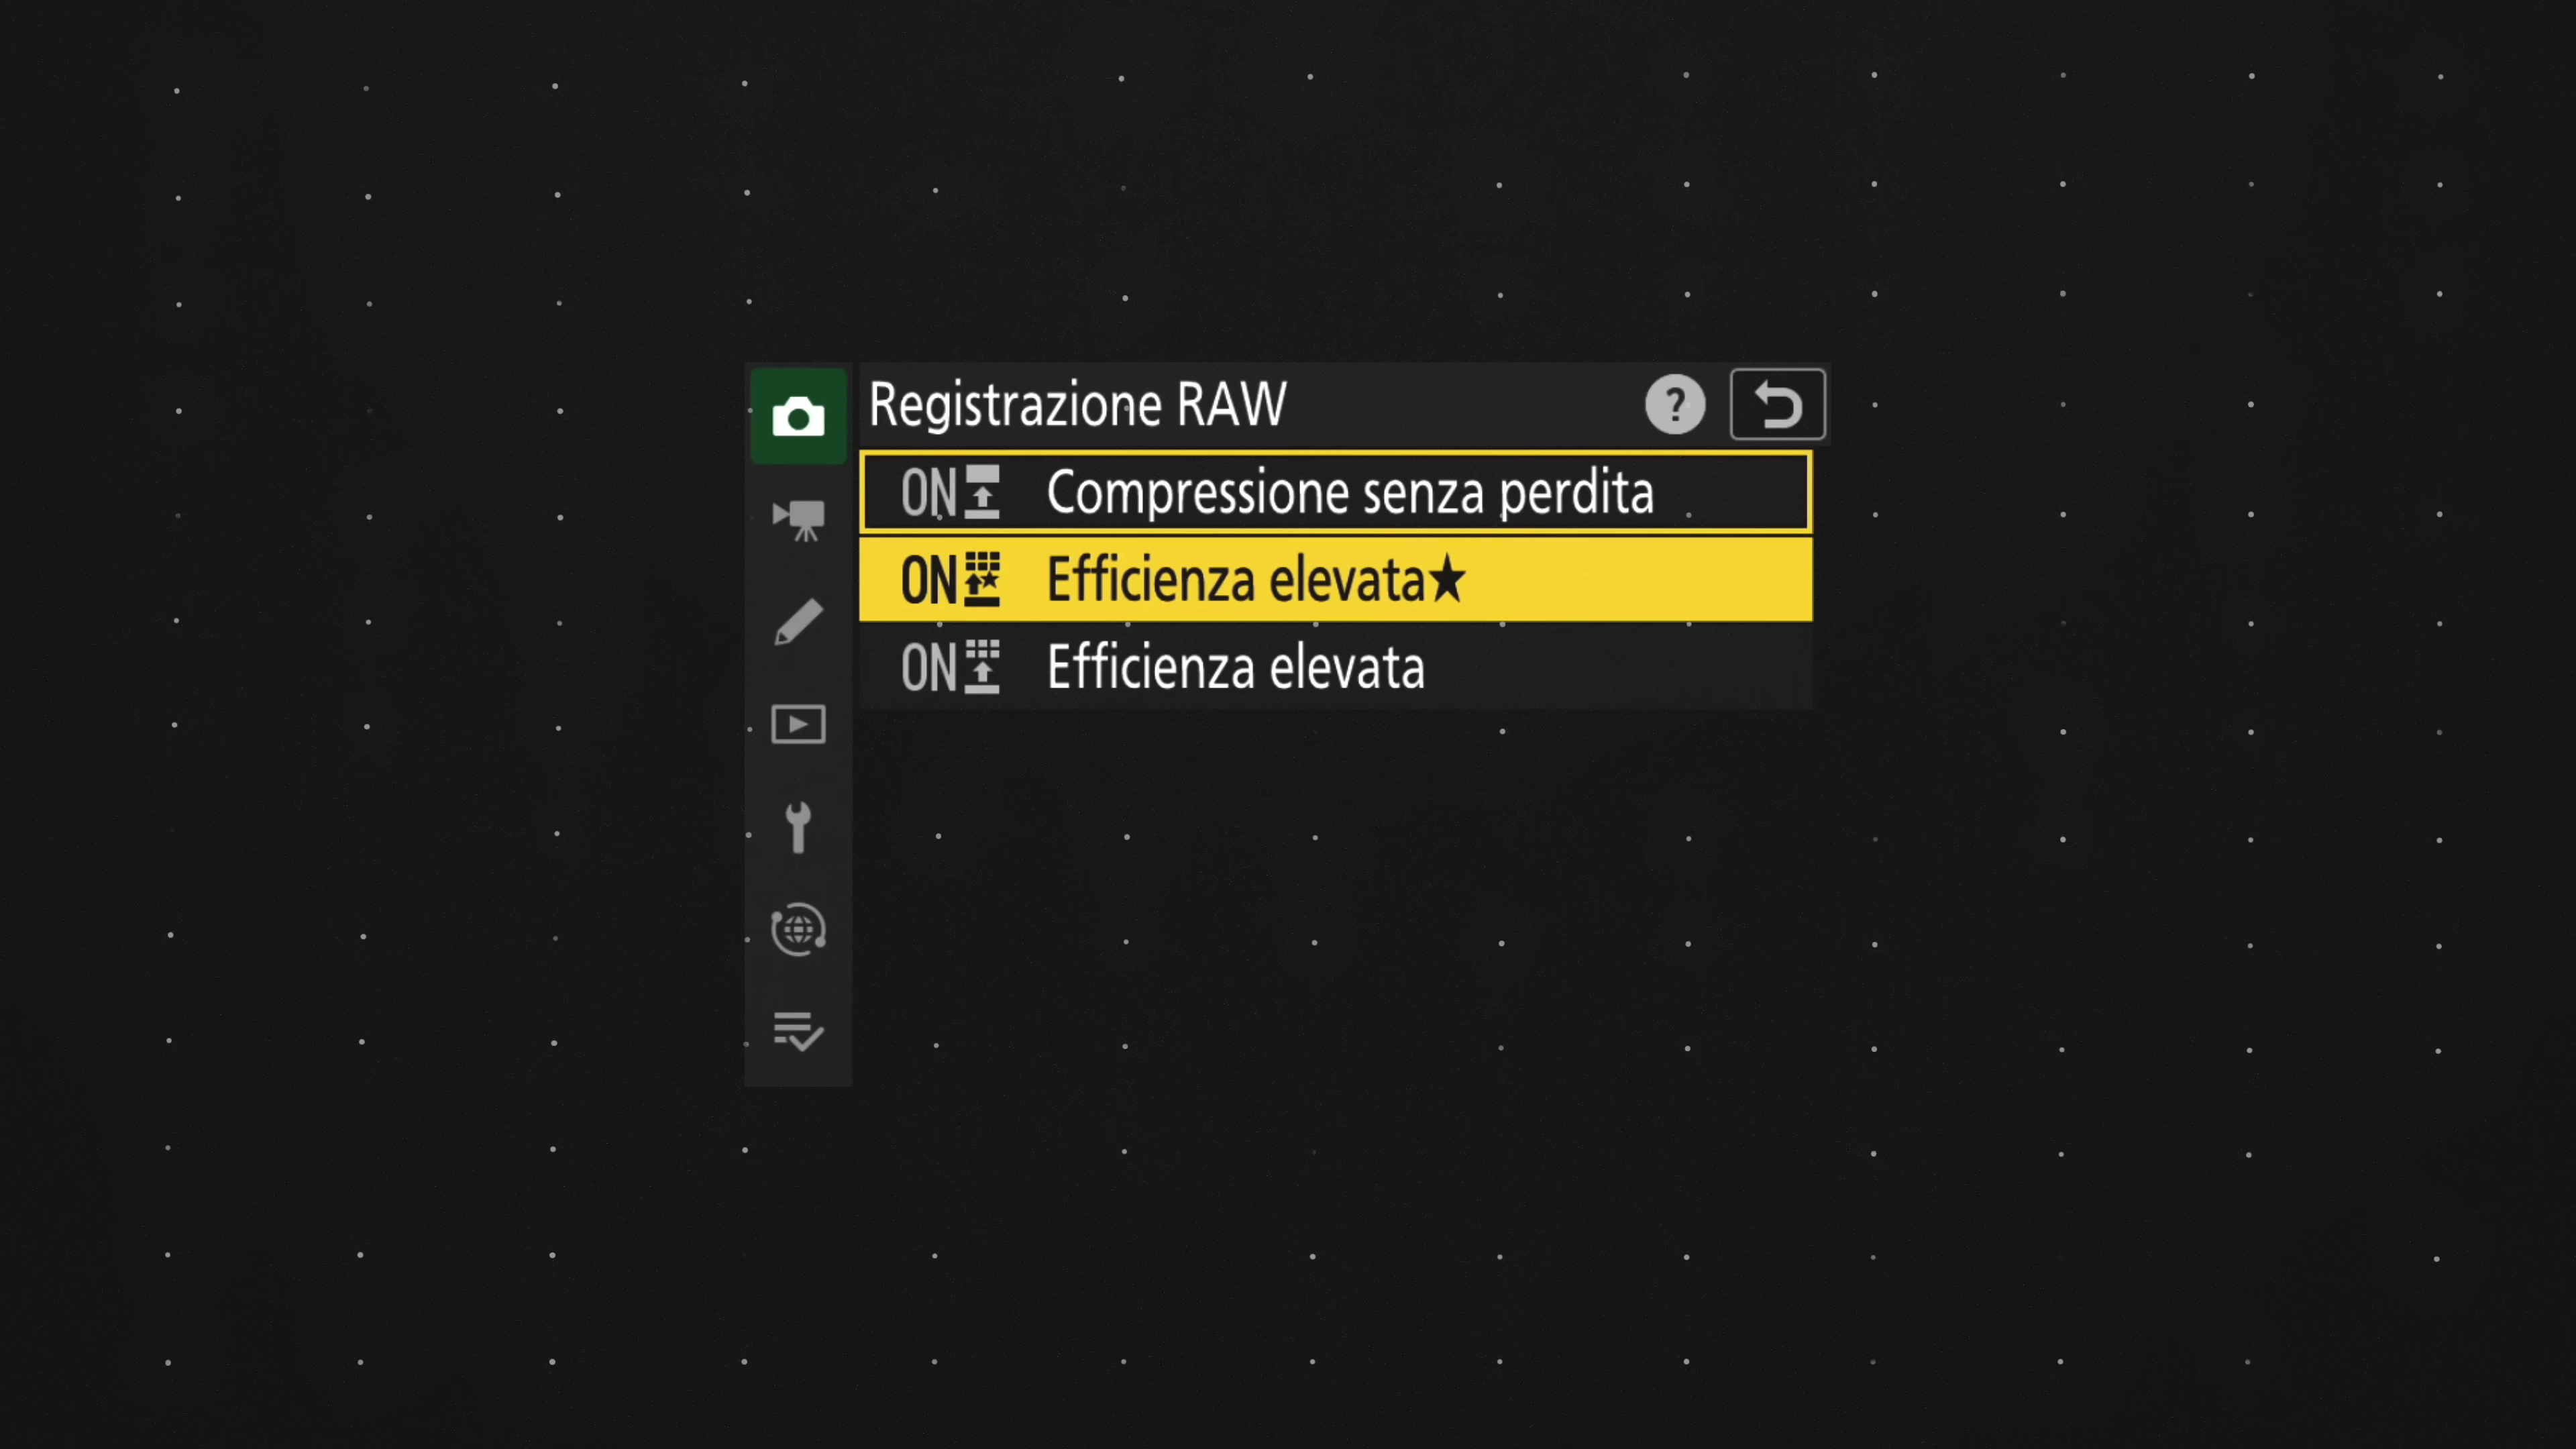 Registrazione RAW ?
ON Compressione senza perdita
ON Efficienza elevata★
ON Efficienza elevata